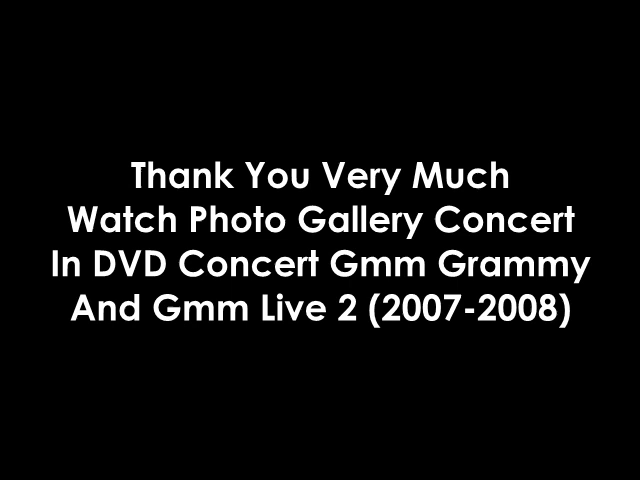 Thank You Very Much
Watch Photo Gallery Concert
In DVD Concert Gmm Grammy
And Gmm Live 2 (2007-2008)